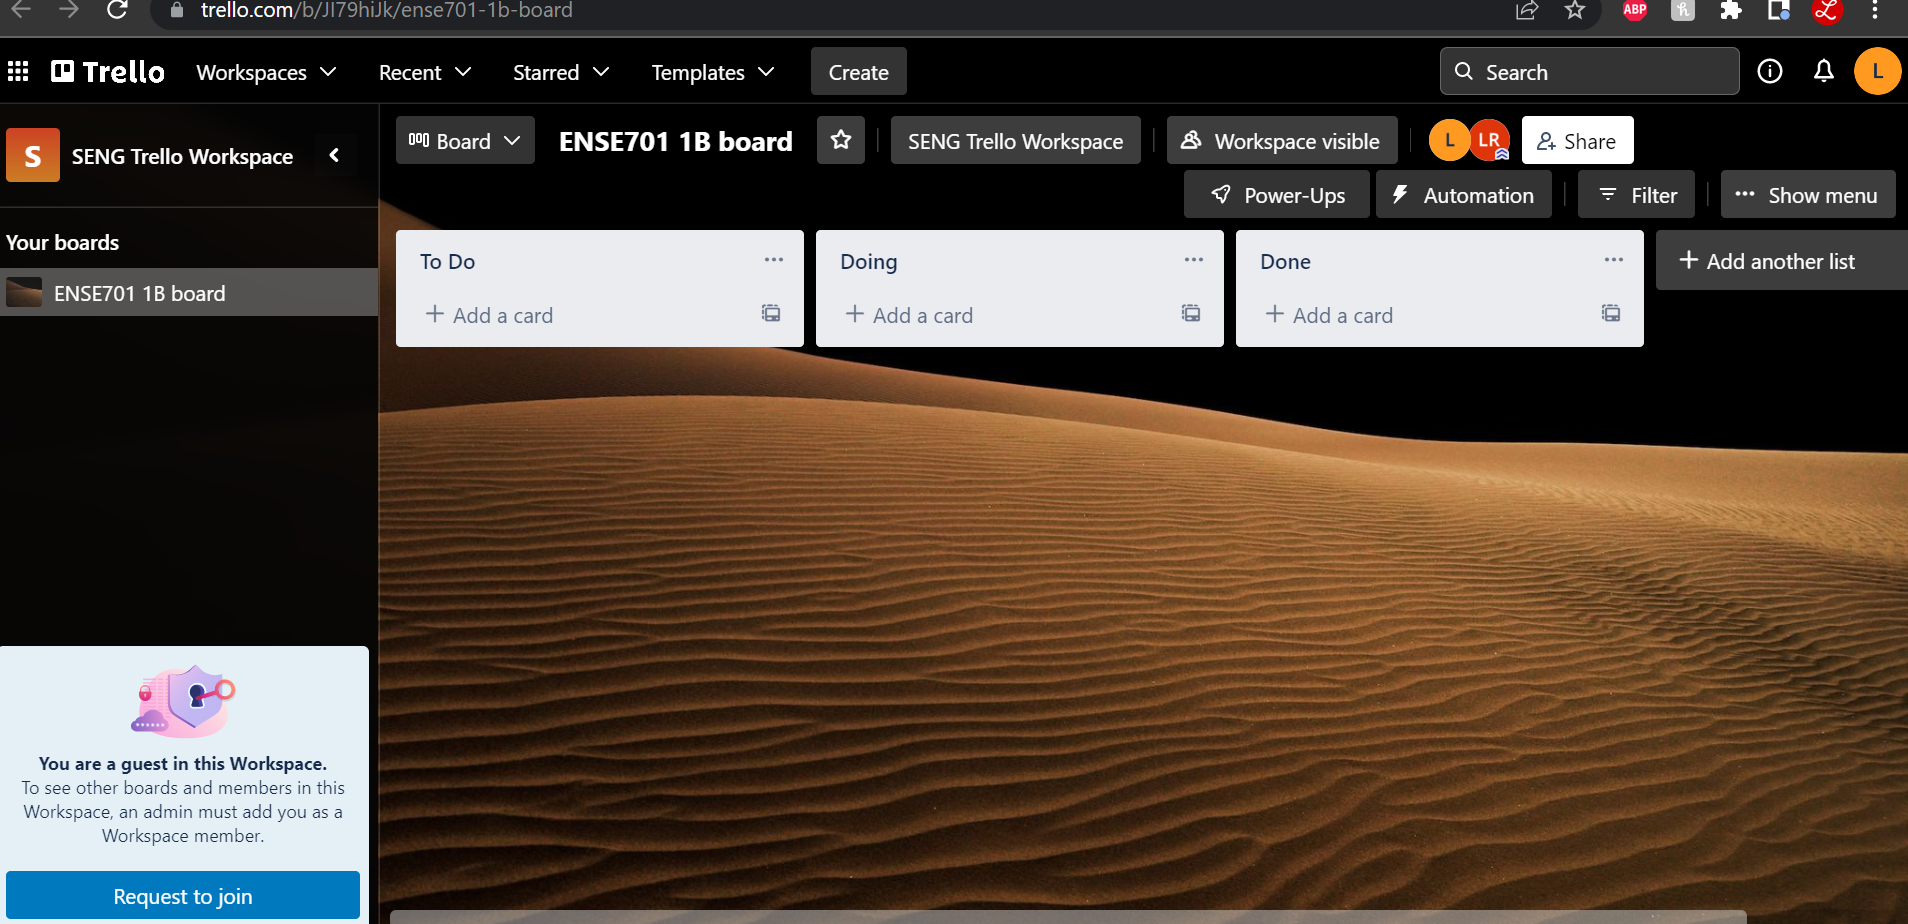 trello.com/b/JI79hiJk/ense701-1b-board
ABP
Trello
Workspaces
Recent
Starred
Templates
Create
Search
L
S
SENG Trello Workspace
Board
ENSE701 1B board
SENG Trello Workspace
Workspace visible
L
LR
Share
Power-Ups
Automation
Filter
Show menu
Your boards
ENSE701 1B board
To Do
Doing
Done
Add another list
Add a card
Add a card
Add a card
You are a guest in this Workspace.
To see other boards and members in this
Workspace, an admin must add you as a
Workspace member.
Request to join